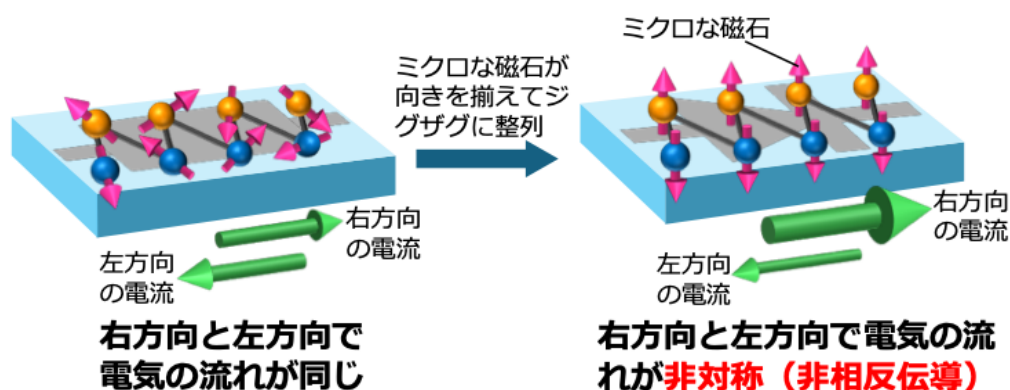 ミクロな磁石
ミクロな磁石が
向きを揃えてジ
グザグに整列
右方向
の電流
左方向
の電流
右方向
の電流
左方向
の電流
右方向と左方向で
電気の流れが同じ
右方向と左方向で電気の流
れが非対称（非相反伝導）